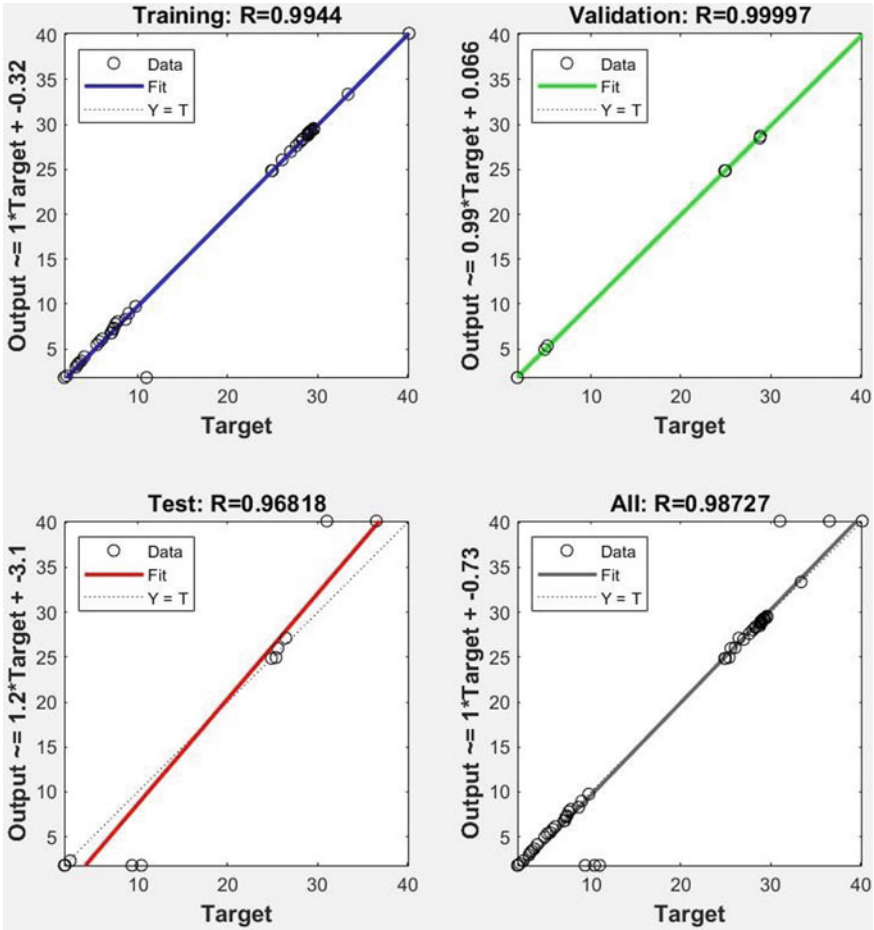 Training: R=0.9944
Output ~= 1*Target + -0.32
40
35
30
25
20
15
10
5
Data
Fit
Y = T
10
20
30
40
Target
Validation: R=0.99997
Output ~= 0.99*Target + 0.066
40
35
30
25
20
15
10
5
Data
Fit
Y = T
10
20
30
40
Target
Test: R=0.96818
Output ~= 1.2*Target + -3.1
40
35
30
25
20
15
10
5
Data
Fit
Y = T
10
20
30
40
Target
All: R=0.98727
Output ~= 1*Target + -0.73
40
35
30
25
20
15
10
5
Data
Fit
Y = T
10
20
30
40
Target